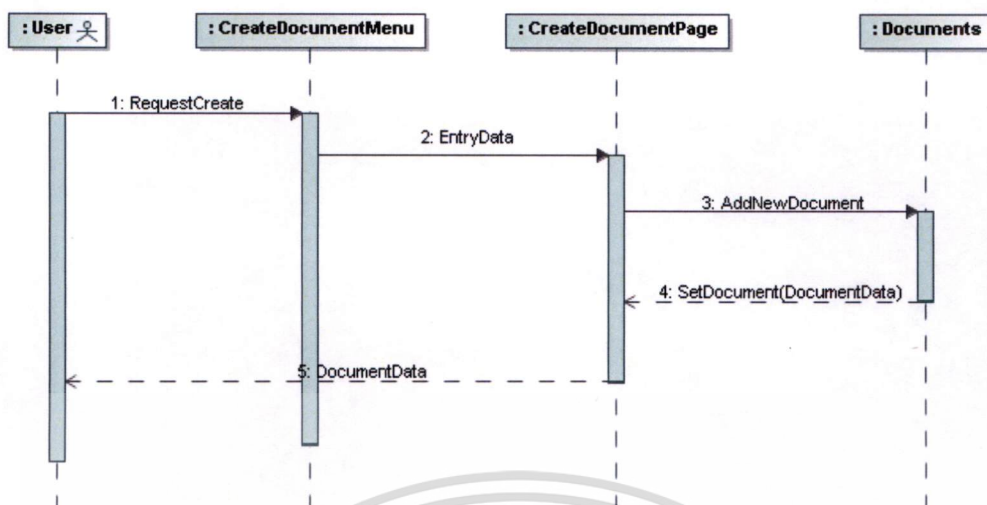 : User
: CreateDocumentMenu
: CreateDocumentPage
: Documents
1: RequestCreate
2: EntryData
3: AddNewDocument
4: SetDocument(DocumentData)
5: DocumentData